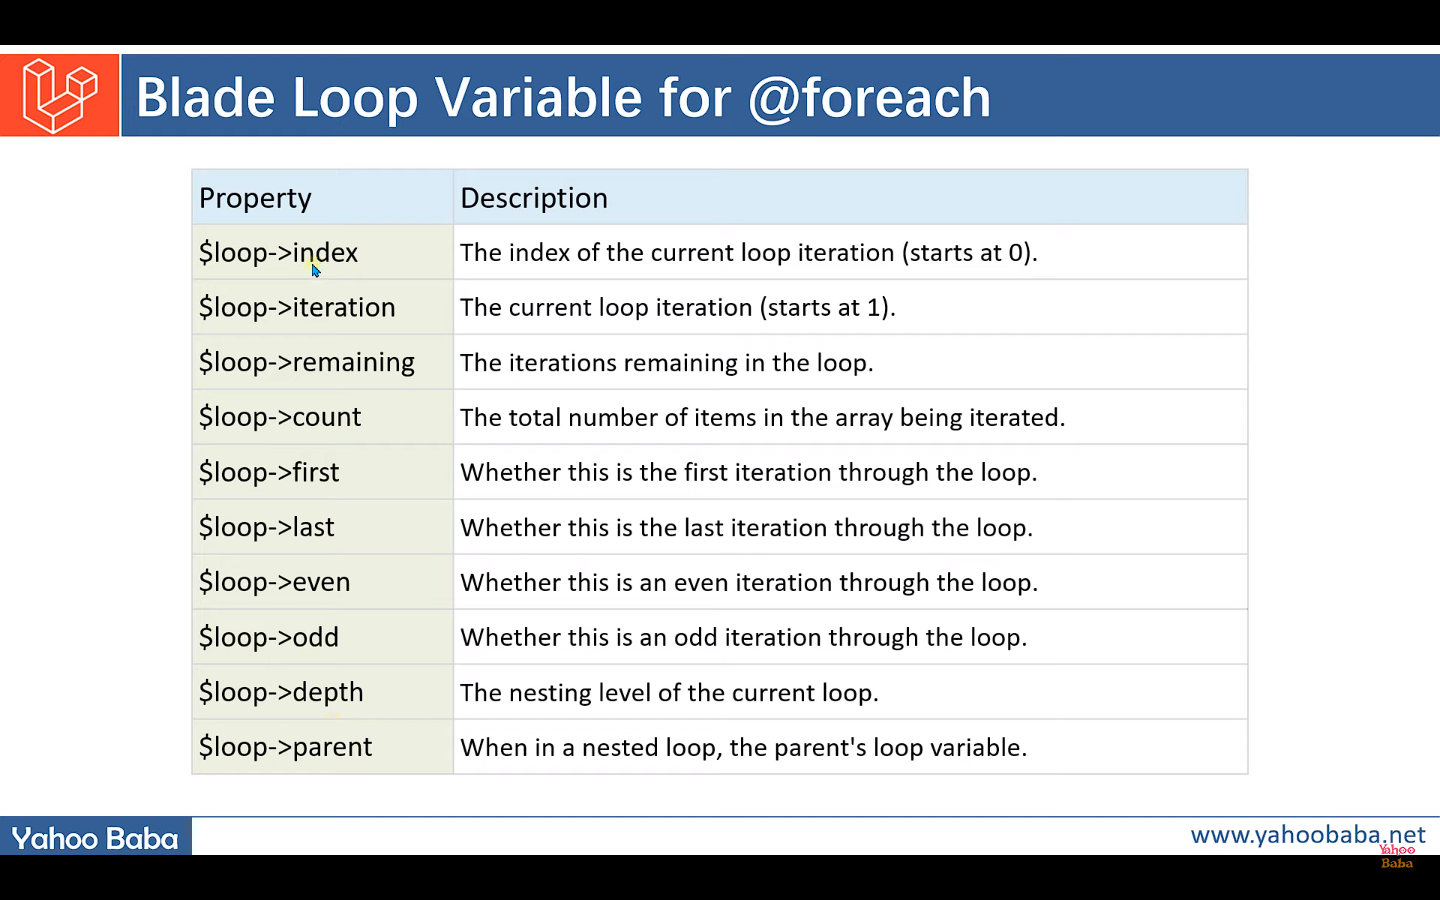 Blade Loop Variable for @foreach
Property Description
$loop->index The index of the current loop iteration (starts at 0).
$loop->iteration The current loop iteration (starts at 1).
$loop->remaining The iterations remaining in the loop.
$loop->count The total number of items in the array being iterated.
$loop->first Whether this is the first iteration through the loop.
$loop->last Whether this is the last iteration through the loop.
$loop->even Whether this is an even iteration through the loop.
$loop->odd Whether this is an odd iteration through the loop.
$loop->depth The nesting level of the current loop.
$loop->parent When in a nested loop, the parent's loop variable.
Yahoo Baba www.yahoobaba.net
Yahoo
Baba